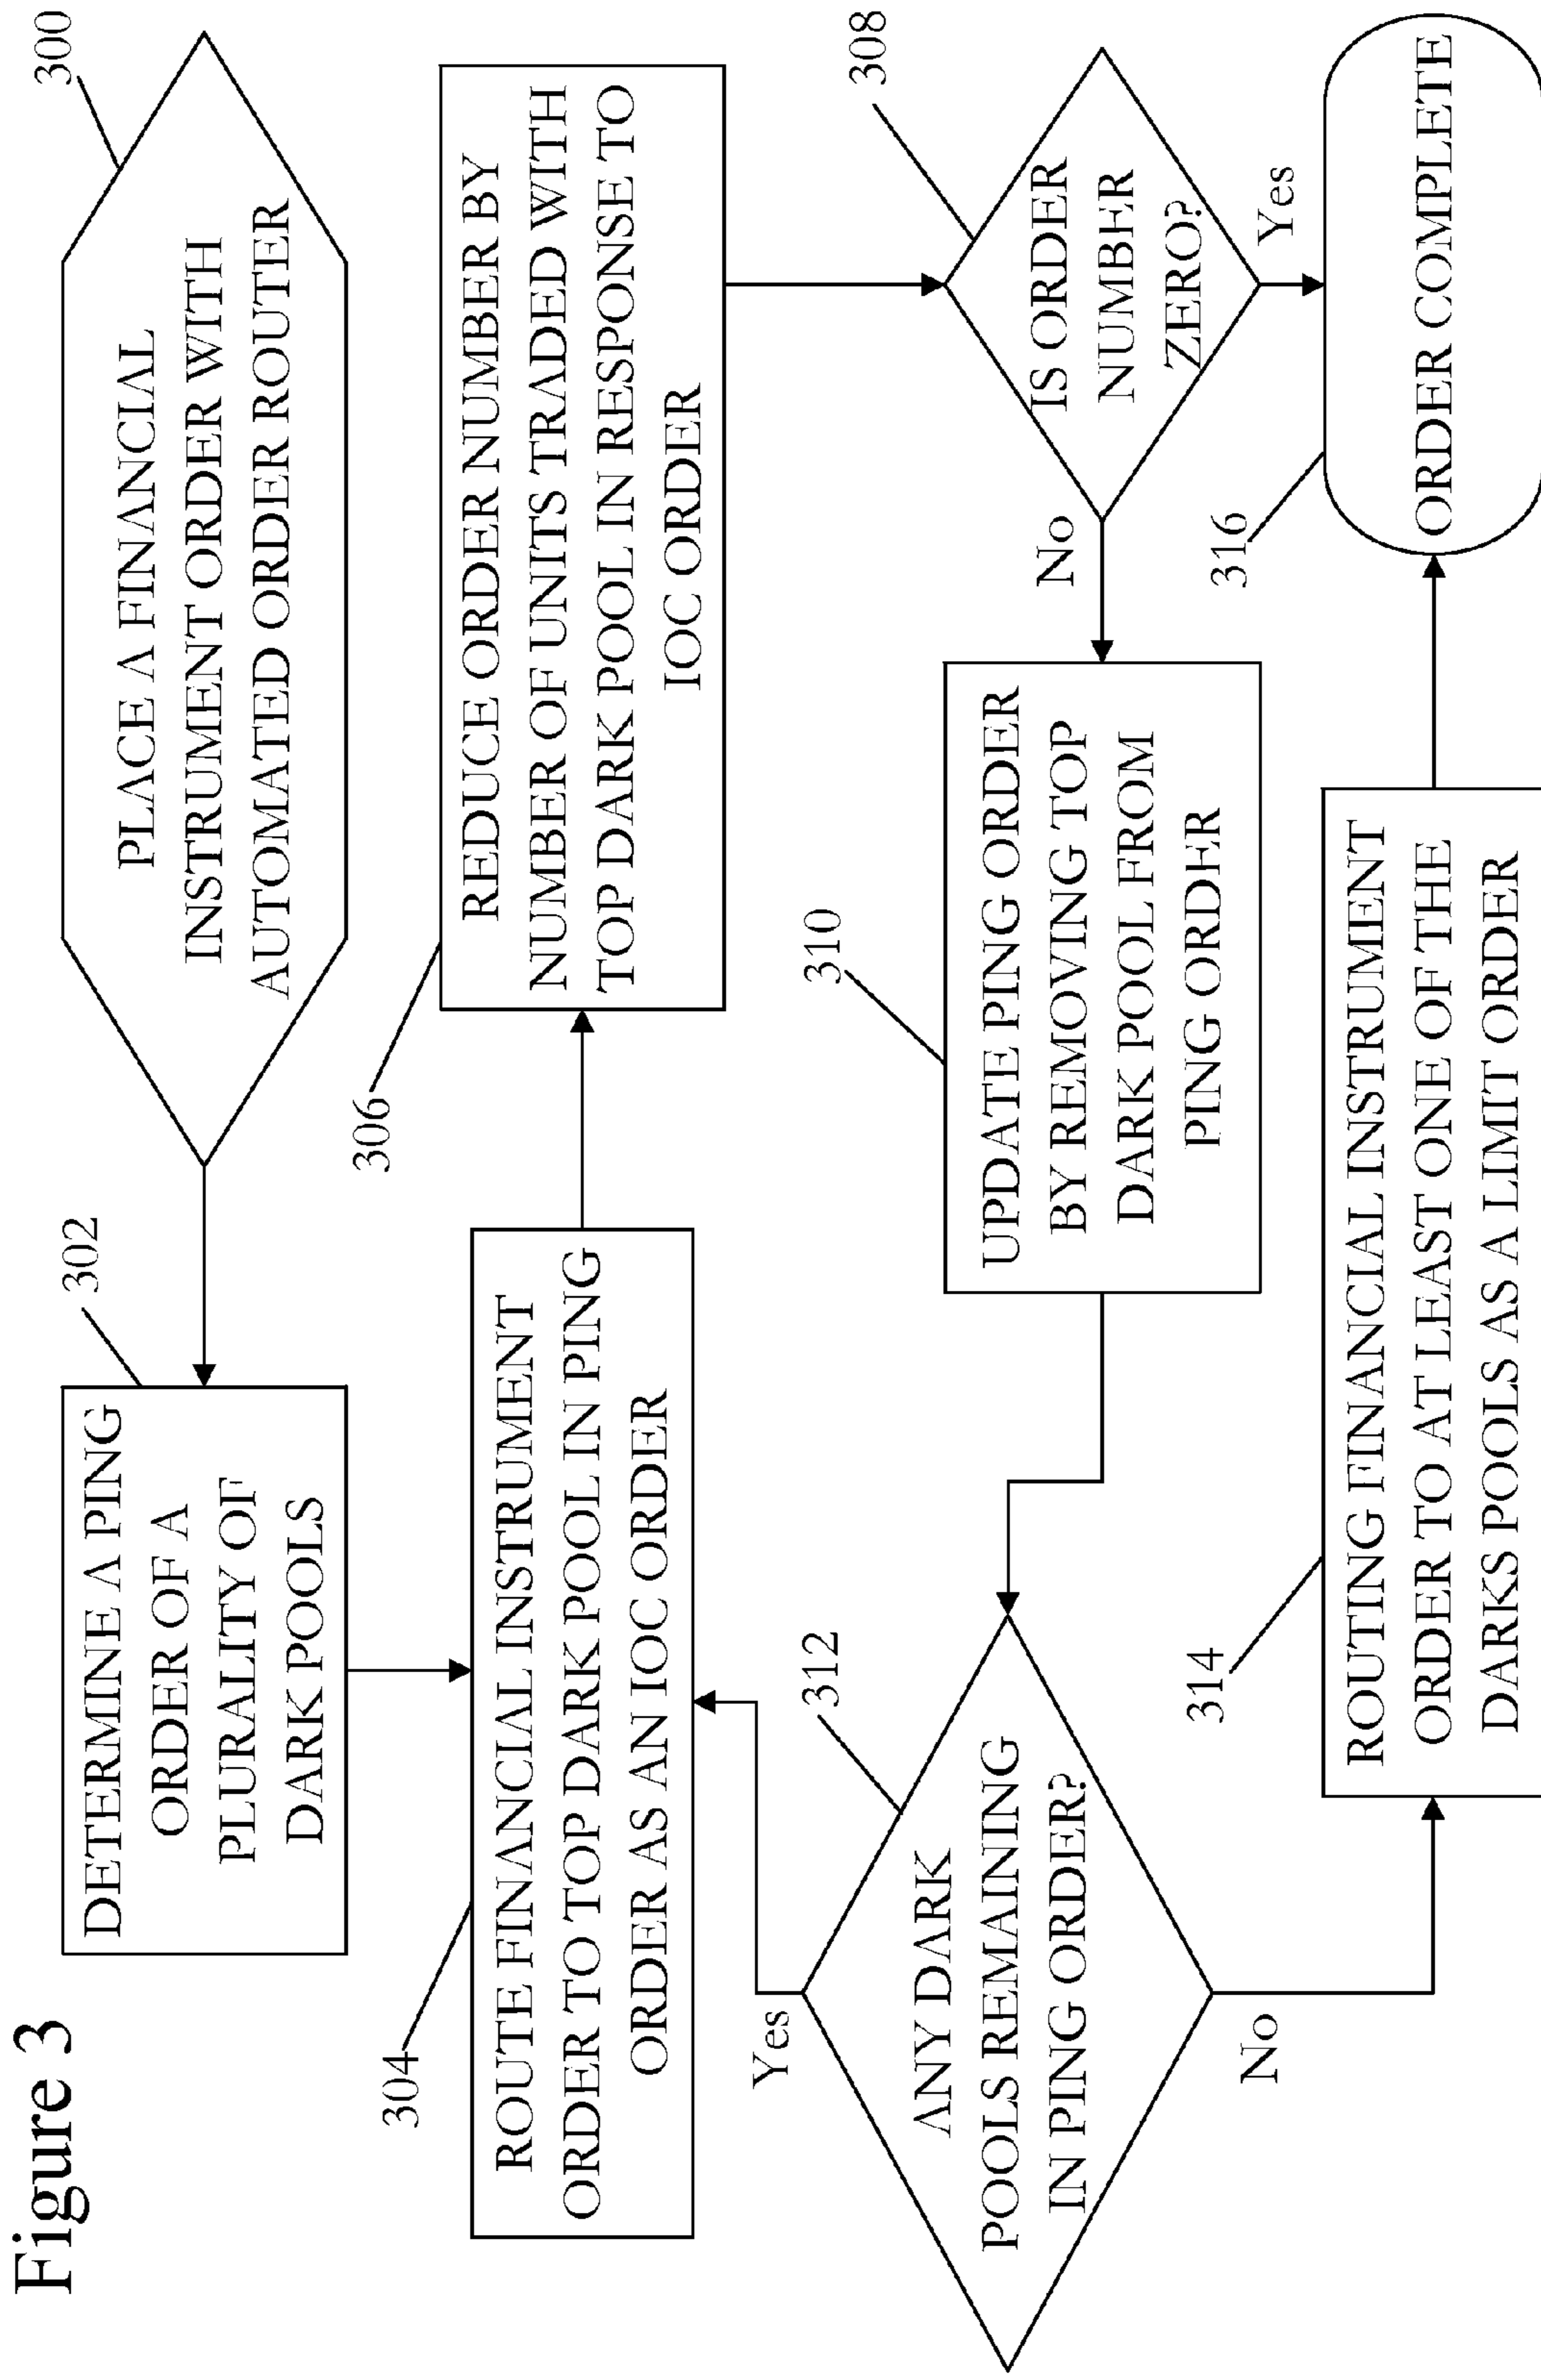 Figure 3
300
PLACE A FINANCIAL
INSTRUMENT ORDER WITH
AUTOMATED ORDER ROUTER
302
DETERMINE A PING
ORDER OF A
PLURALITY OF
DARK POOLS
304
ROUTE FINANCIAL INSTRUMENT
ORDER TO TOP DARK POOL IN PING
ORDER AS AN IOC ORDER
306
REDUCE ORDER NUMBER BY
NUMBER OF UNITS TRADED WITH
TOP DARK POOL IN RESPONSE TO
IOC ORDER
308
IS ORDER
NUMBER
ZERO?
No
Yes
310
UPDATE PING ORDER
BY REMOVING TOP
DARK POOL FROM
PING ORDER
312
ANY DARK
POOLS REMAINING
IN PING ORDER?
Yes
No
314
ROUTING FINANCIAL INSTRUMENT
ORDER TO AT LEAST ONE OF THE
DARKS POOLS AS A LIMIT ORDER
316
ORDER COMPLETE